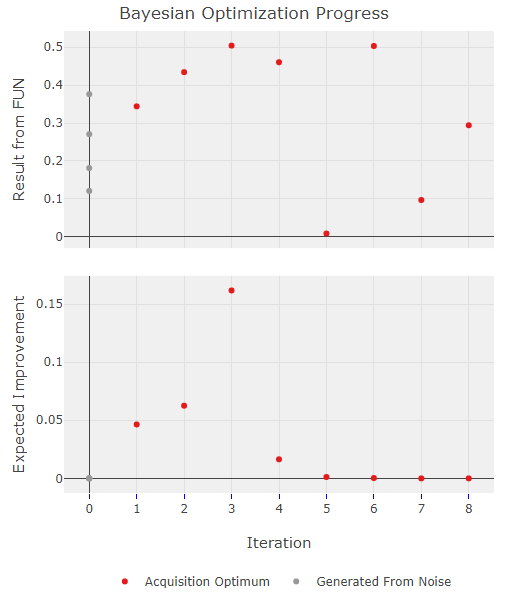 Bayesian Optimization Progress
Result from FUN
0.5
0.4
0.3
0.2
0.1
0
Expected Improvement
0.15
0.1
0.05
0
0 1 2 3 4 5 6 7 8
Iteration
Acquisition Optimum Generated From Noise